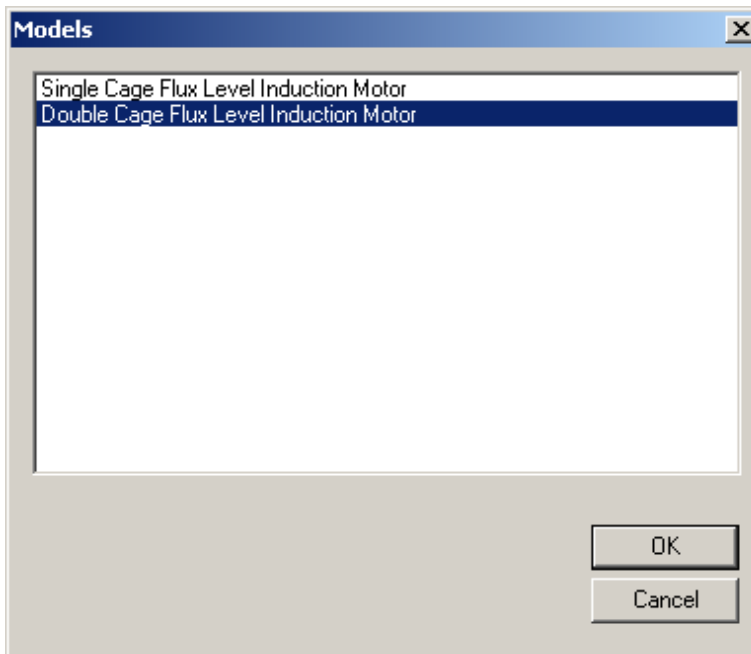 Models
Single Cage Flux Level Induction Motor
Double Cage Flux Level Induction Motor
OK
Cancel